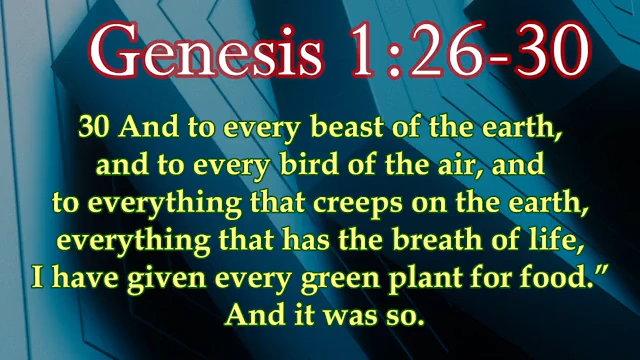 Genesis 1:26-30
30 And to every beast of the earth,
and to every bird of the air, and
to everything that creeps on the earth,
everything that has the breath of life,
I have given every green plant for food.”
And it was so.